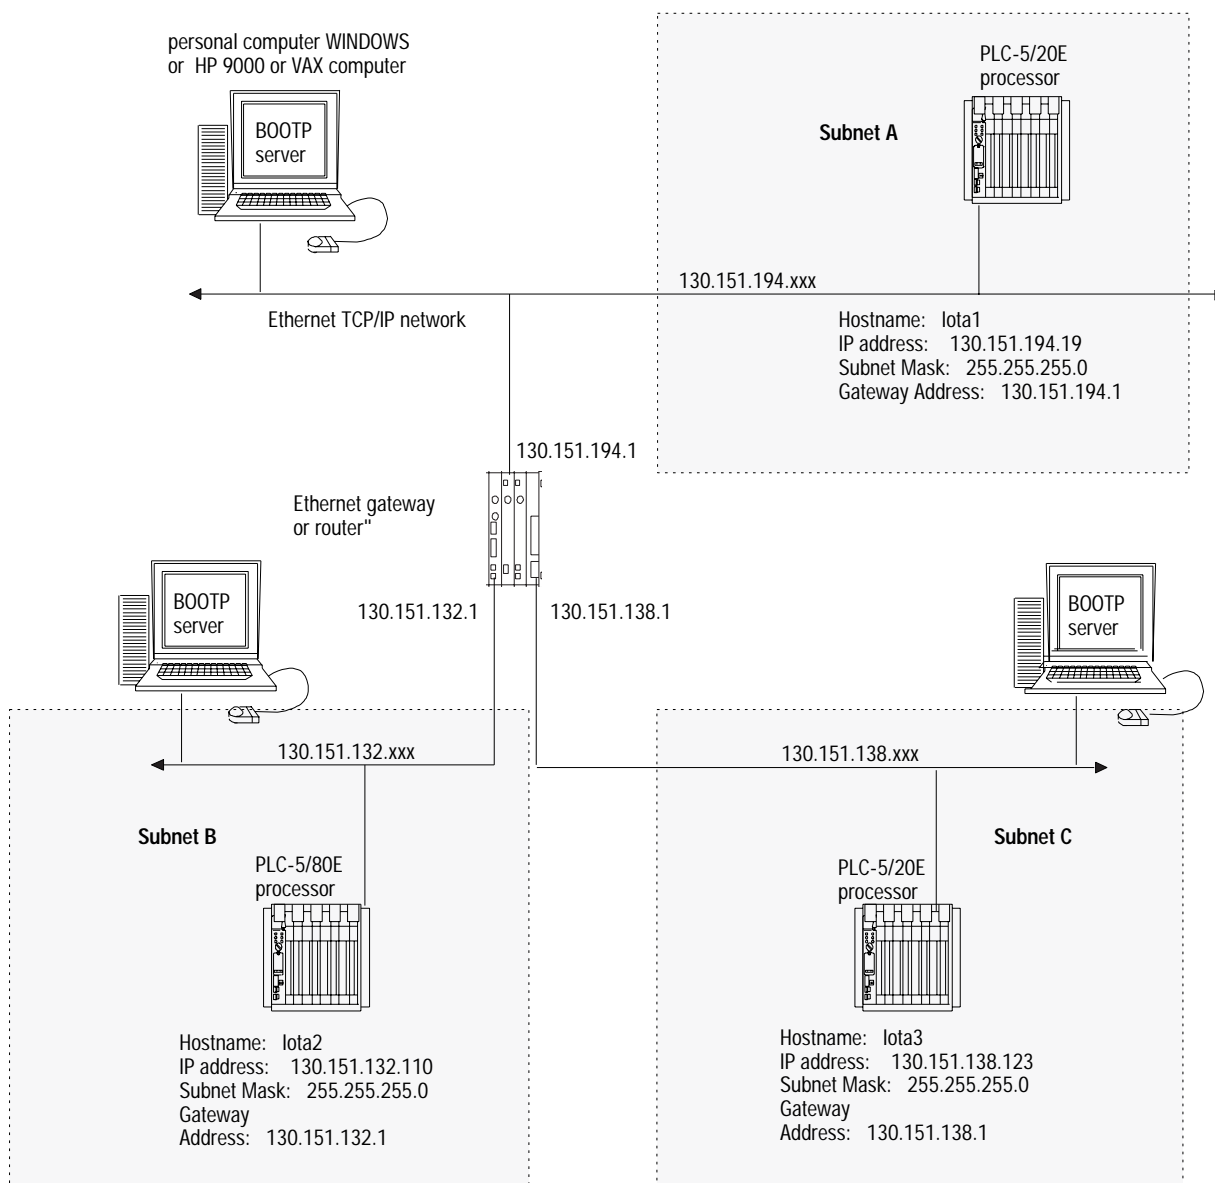 personal computer WINDOWS
or HP 9000 or VAX computer
BOOTP
server
PLC-5/20E
processor
Subnet A
130.151.194.xxx
Ethernet TCP/IP network
Hostname: Iota1
IP address: 130.151.194.19
Subnet Mask: 255.255.255.0
Gateway Address: 130.151.194.1
130.151.194.1
Ethernet gateway
or router"
130.151.132.1
130.151.138.1
BOOTP
server
BOOTP
server
130.151.132.xxx
130.151.138.xxx
Subnet B
PLC-5/80E
processor
Hostname: Iota2
IP address: 130.151.132.110
Subnet Mask: 255.255.255.0
Gateway
Address: 130.151.132.1
Subnet C
PLC-5/20E
processor
Hostname: Iota3
IP address: 130.151.138.123
Subnet Mask: 255.255.255.0
Gateway
Address: 130.151.138.1